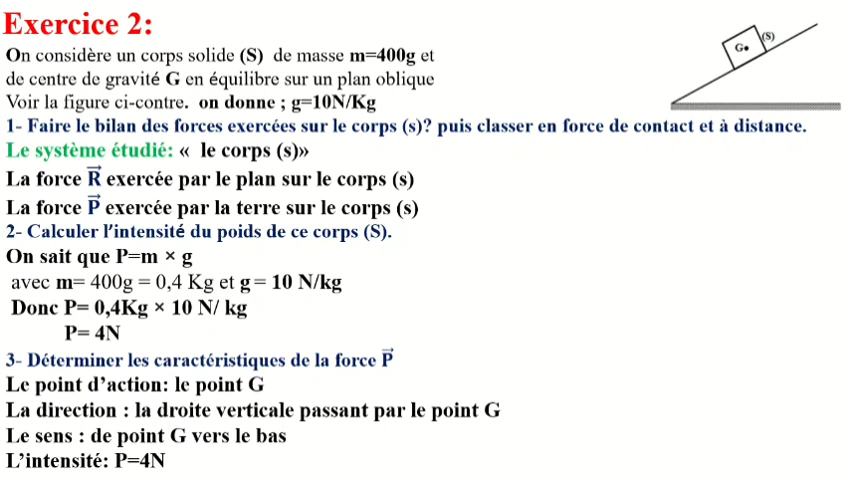 Exercice 2:
On considère un corps solide (S) de masse m=400g et
de centre de gravité G en équilibre sur un plan oblique
Voir la figure ci-contre. on donne ; g=10N/Kg
G
(S)
1- Faire le bilan des forces exercées sur le corps (s)? puis classer en force de contact et à distance.
Le système étudié: « le corps (s)»
La force R⃗ exercée par le plan sur le corps (s)
La force P⃗ exercée par la terre sur le corps (s)
2- Calculer l'intensité du poids de ce corps (S).
On sait que P=m × g
avec m= 400g = 0,4 Kg et g = 10 N/kg
Donc P= 0,4Kg × 10 N/ kg
P= 4N
3- Déterminer les caractéristiques de la force P⃗
Le point d’action: le point G
La direction : la droite verticale passant par le point G
Le sens : de point G vers le bas
L’intensité: P=4N